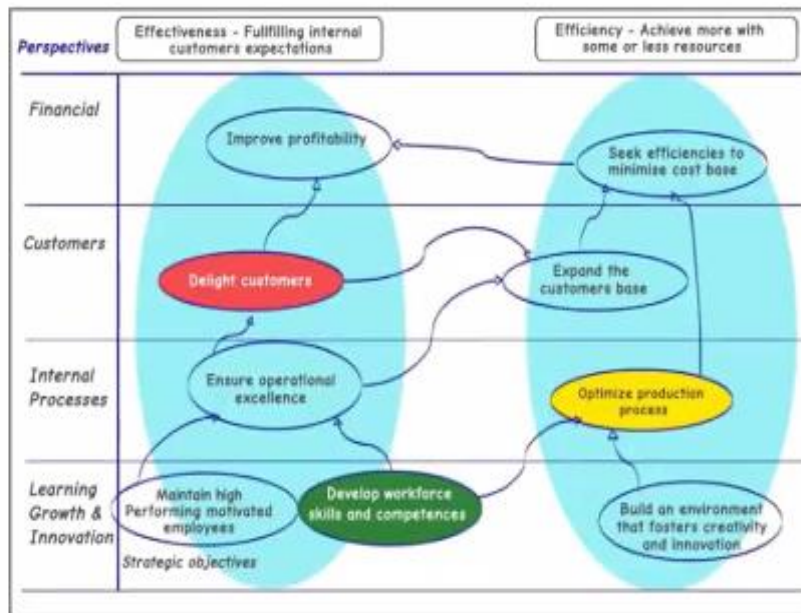 Perspectives
Effectiveness - Fullfilling internal
customers expectations
Efficiency - Achieve more with
some or less resources
Financial
Improve profitability
Seek efficiencies to
minimise cost base
Customers
Delight customers
Expand the
customers base
Internal
Processes
Ensure operational
excellence
Optimize production
process
Learning
Growth &
Innovation
Maintain high
Performing motivated
employees
Develop workforce
skills and competences
Build an environment
that fosters creativity
and innovation
Strategic objectives